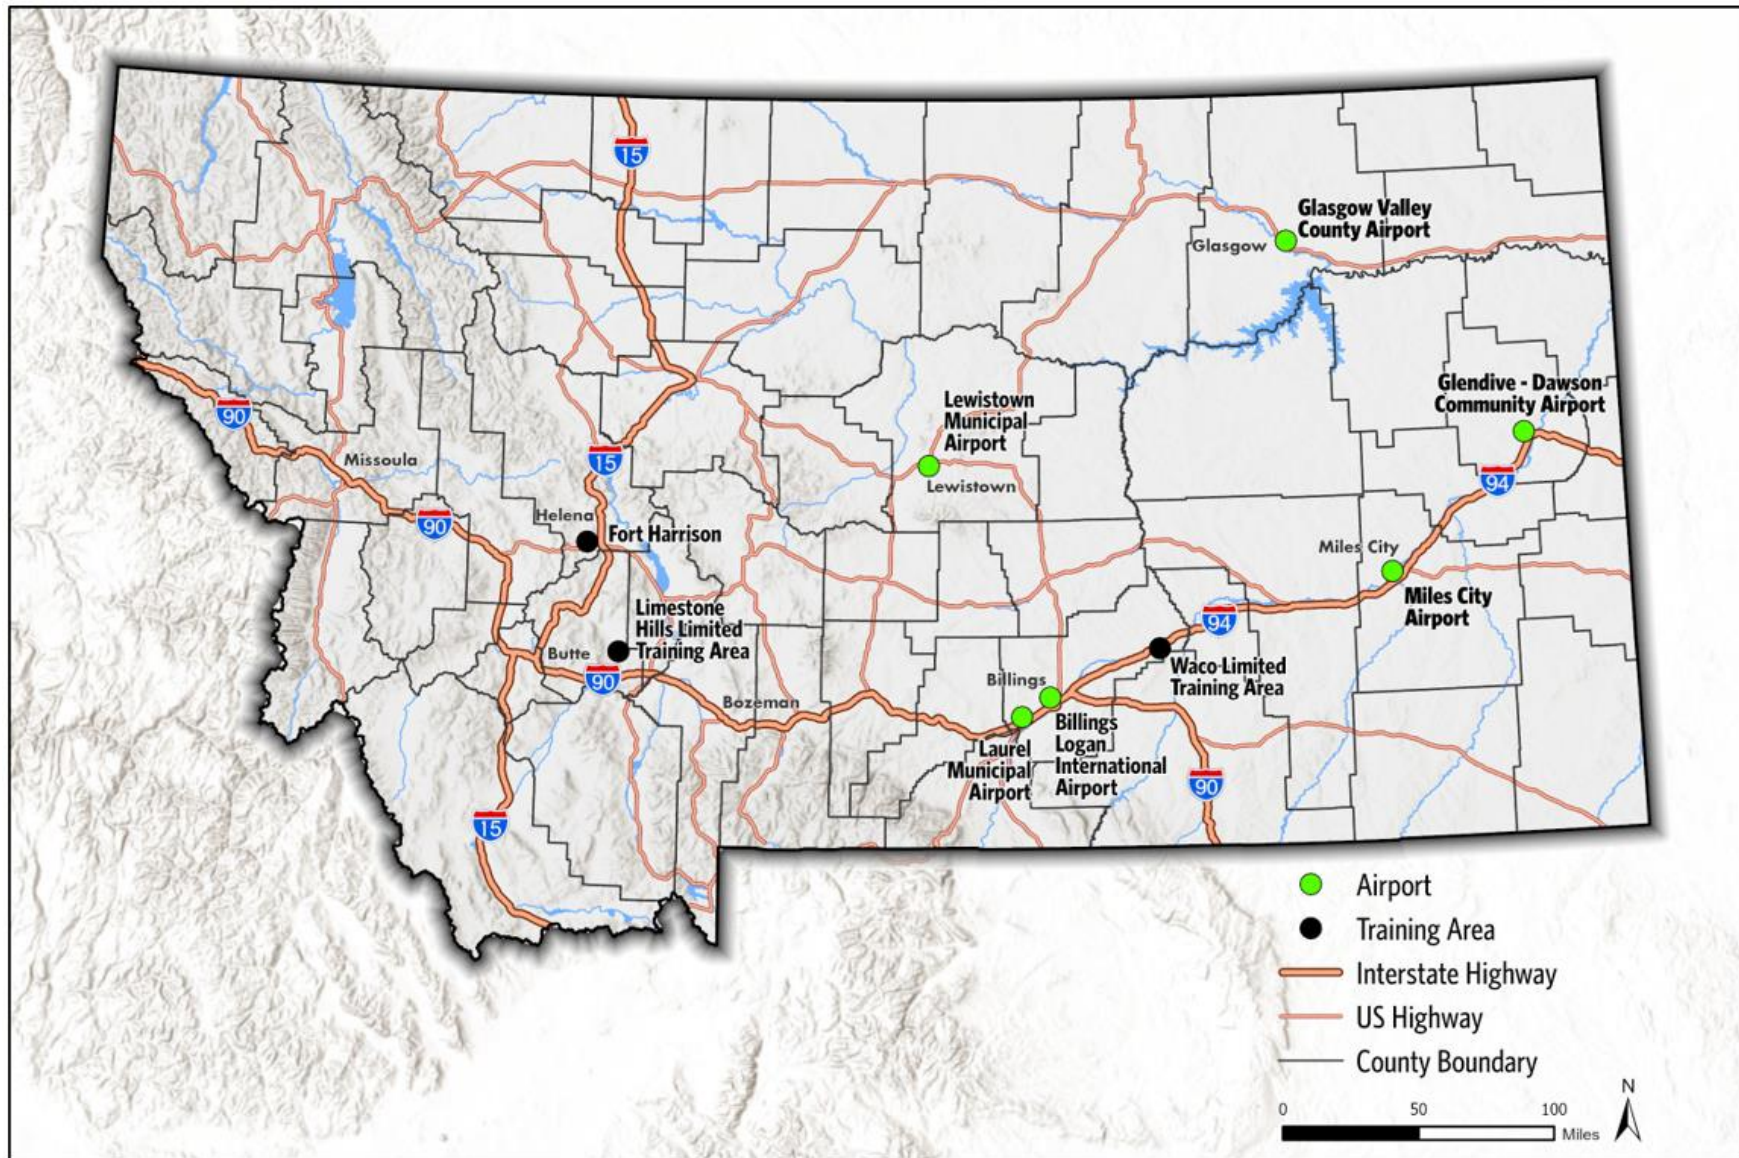 15
Glasgow Valley
County Airport
Glasgow
Glendive - Dawson
Community Airport
90
Lewistown
Municipal
Airport
15
Missoula
Lewistown
94
90
Helena
Fort Harrison
Miles City
Miles City
Airport
Limestone
Hills Limited
Training Area
94
Butte
90
Waco Limited
Training Area
Billings
Bozeman
Billings
Logan
International
Airport
Laurel
Municipal
Airport
90
15
Airport
Training Area
Interstate Highway
US Highway
County Boundary
N
0 50 100
Miles